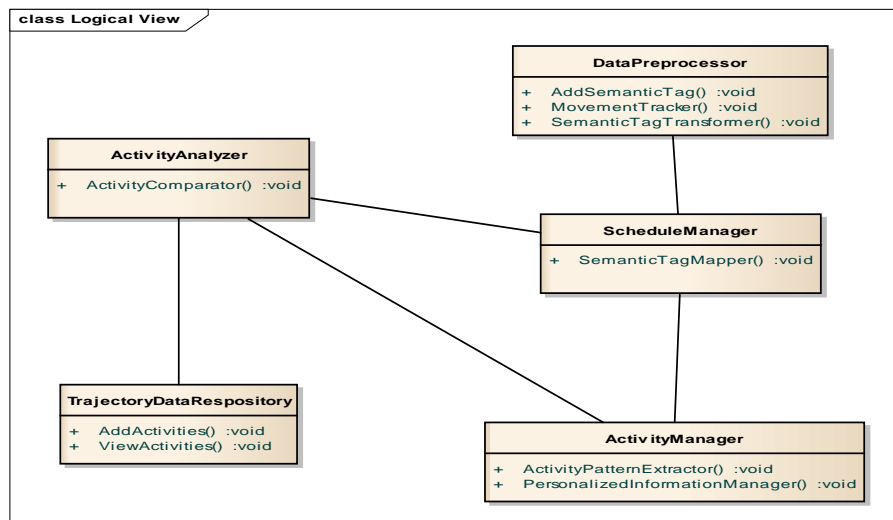 class Logical View
DataPreprocessor
+ AddSemanticTag() :void
+ MovementTracker() :void
+ SemanticTagTransformer() :void
ActivityAnalyzer
+ ActivityComparator() :void
ScheduleManager
+ SemanticTagMapper() :void
TrajectoryDataRespository
+ AddActivities() :void
+ ViewActivities() :void
ActivityManager
+ ActivityPatternExtractor() :void
+ PersonalizedInformationManager() :void